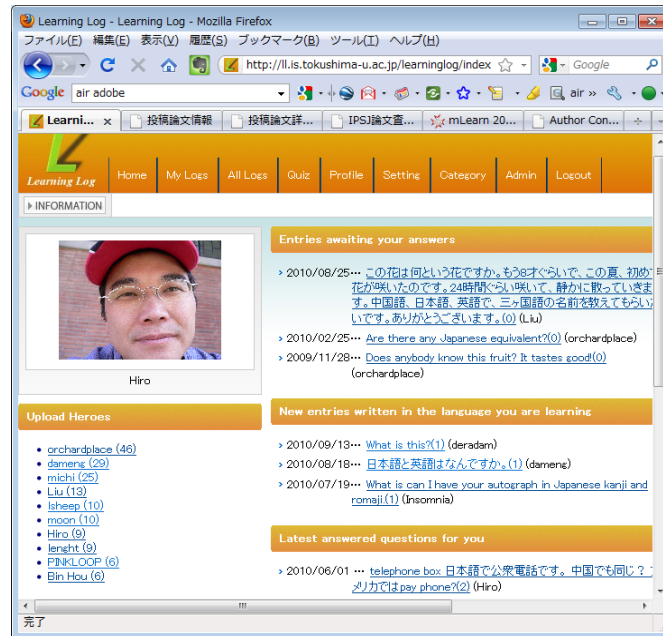 Learning Log - Learning Log - Mozilla Firefox
ファイル(F) 編集(E) 表示(V) 履歴(S) ブックマーク(B) ツール(T) ヘルプ(H)
http://ll.is.tokushima-u.ac.jp/learninglog/index
Google
Google
air adobe
air »
Learni...
投稿論文情報
投稿論文詳...
IPSJ論文査...
mLearn 20...
Author Con...
Learning Log
Home
My Logs
All Logs
Quiz
Profile
Setting
Category
Admin
Logout
INFORMATION
Hiro
Upload Heroes
orchardplace (46)
dameng (29)
michi (25)
Liu (13)
lsheep (10)
moon (10)
Hiro (9)
lenght (9)
PINKLOOP (6)
Bin Hou (6)
Entries awaiting your answers
2010/08/25… この花は何という花ですか。もう8才ぐらいで、この夏、初め
花が咲いたのです。24時間ぐらい咲いて、静かに散っていきま
す。中国語、日本語、英語で、三ヶ国語の名前を教えてもらい
いです。ありがとうございます。(0) (Liu)
2010/02/25… Are there any Japanese equivalent?(0) (orchardplace)
2009/11/28… Does anybody know this fruit? It tastes good!(0)
(orchardplace)
New entries written in the language you are learning
2010/09/13… What is this?(1) (deradam)
2010/08/18… 日本語と英語はなんですか。(1) (dameng)
2010/07/19… What is can I have your autograph in Japanese kanji and
romaji.(1) (Insomnia)
Latest answered questions for you
2010/06/01 … telephone box 日本語で公衆電話です。中国でも同じ？
メリカではpay phone?(2) (Hiro)
完了